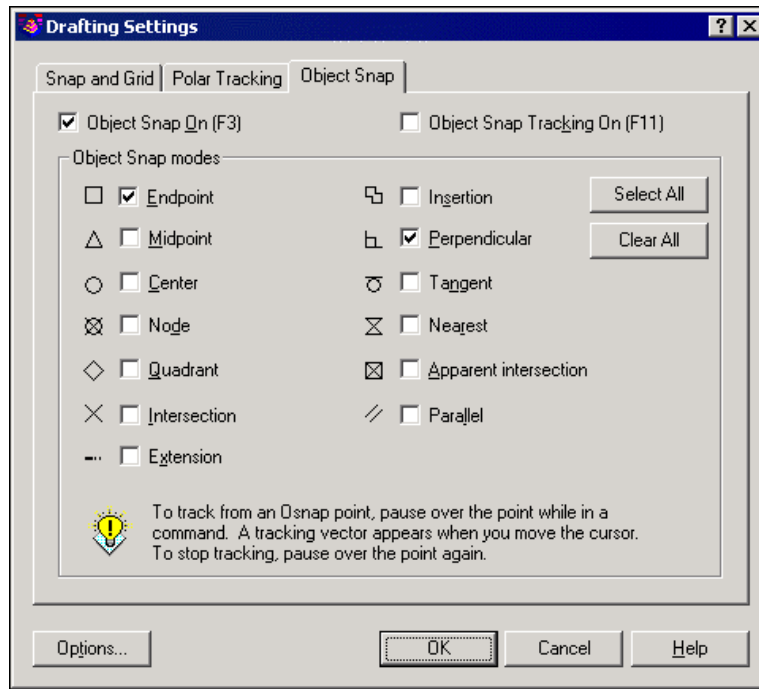 Drafting Settings
Snap and Grid
Polar Tracking
Object Snap
Object Snap On (F3)
Object Snap Tracking On (F11)
Object Snap modes
Endpoint
Insertion
Select All
Midpoint
Perpendicular
Clear All
Center
Tangent
Node
Nearest
Quadrant
Apparent intersection
Intersection
Parallel
Extension
To track from an Osnap point, pause over the point while in a
command. A tracking vector appears when you move the cursor.
To stop tracking, pause over the point again.
Options...
OK
Cancel
Help